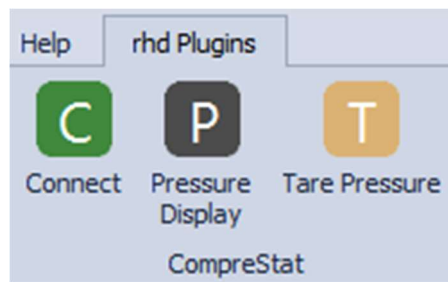 Help rhd Plugins
C P T
Connect Pressure Display Tare Pressure
CompreStat